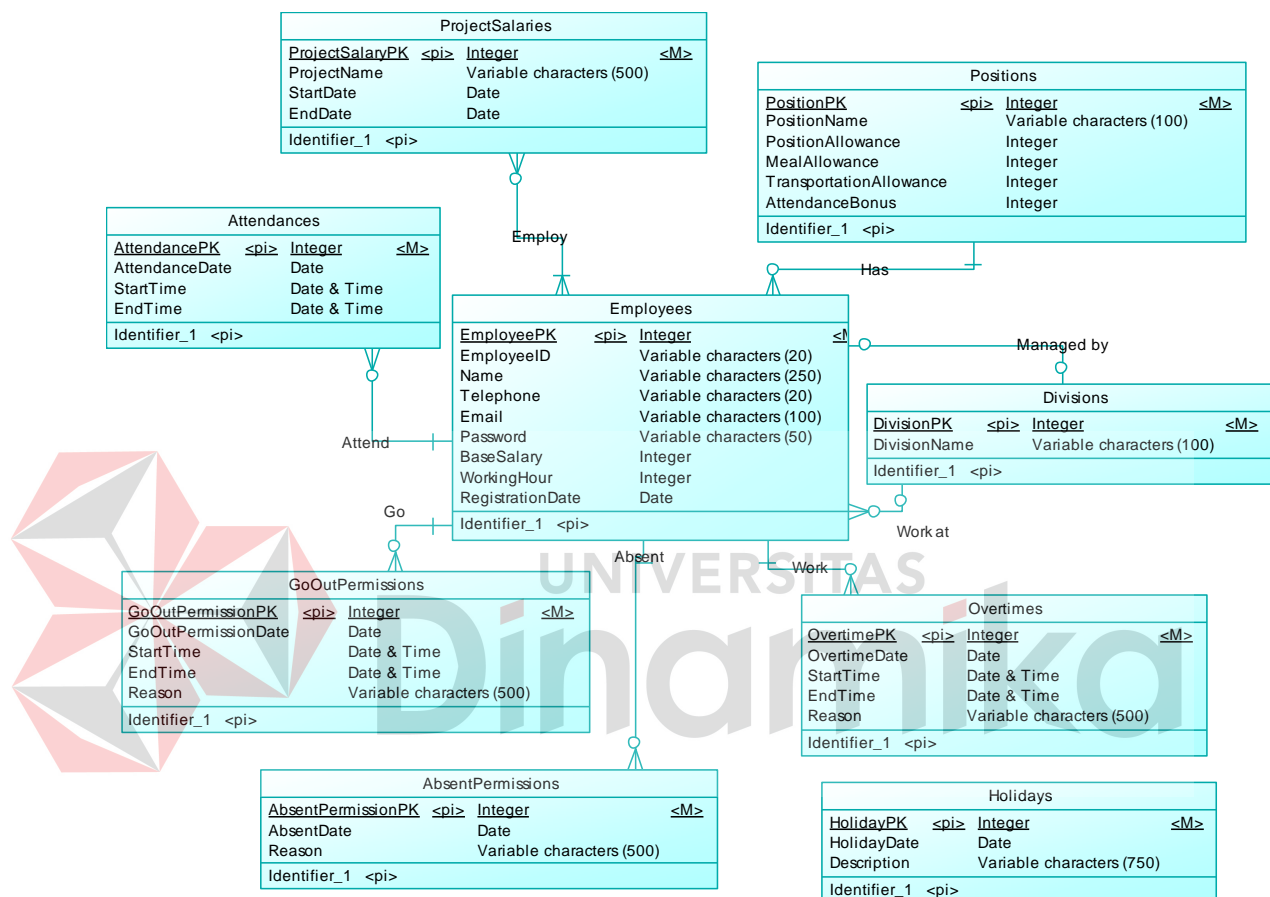 ProjectSalaries
ProjectSalaryPK <pi> Integer <M>
ProjectName Variable characters (500)
StartDate Date
EndDate Date
Identifier_1 <pi>
Positions
PositionPK <pi> Integer <M>
PositionName Variable characters (100)
PositionAllowance Integer
MealAllowance Integer
TransportationAllowance Integer
AttendanceBonus Integer
Identifier_1 <pi>
Attendances
AttendancePK <pi> Integer <M>
AttendanceDate Date
StartTime Date & Time
EndTime Date & Time
Identifier_1 <pi>
Employ
Has
Employees
EmployeePK <pi> Integer
EmployeeID Variable characters (20)
Name Variable characters (250)
Telephone Variable characters (20)
Email Variable characters (100)
Password Variable characters (50)
BaseSalary Integer
WorkingHour Integer
RegistrationDate Date
Identifier_1 <pi>
Managed by
Divisions
DivisionPK <pi> Integer <M>
DivisionName Variable characters (100)
Identifier_1 <pi>
Attend
Go
Work at
Absent
Work
UNIVERSITAS
Dinamika
GoOutPermissions
GoOutPermissionPK <pi> Integer <M>
GoOutPermissionDate Date
StartTime Date & Time
EndTime Date & Time
Reason Variable characters (500)
Identifier_1 <pi>
Overtimes
OvertimePK <pi> Integer <M>
OvertimeDate Date
StartTime Date & Time
EndTime Date & Time
Reason Variable characters (500)
Identifier_1 <pi>
AbsentPermissions
AbsentPermissionPK <pi> Integer <M>
AbsentDate Date
Reason Variable characters (500)
Identifier_1 <pi>
Holidays
HolidayPK <pi> Integer <M>
HolidayDate Date
Description Variable characters (750)
Identifier_1 <pi>